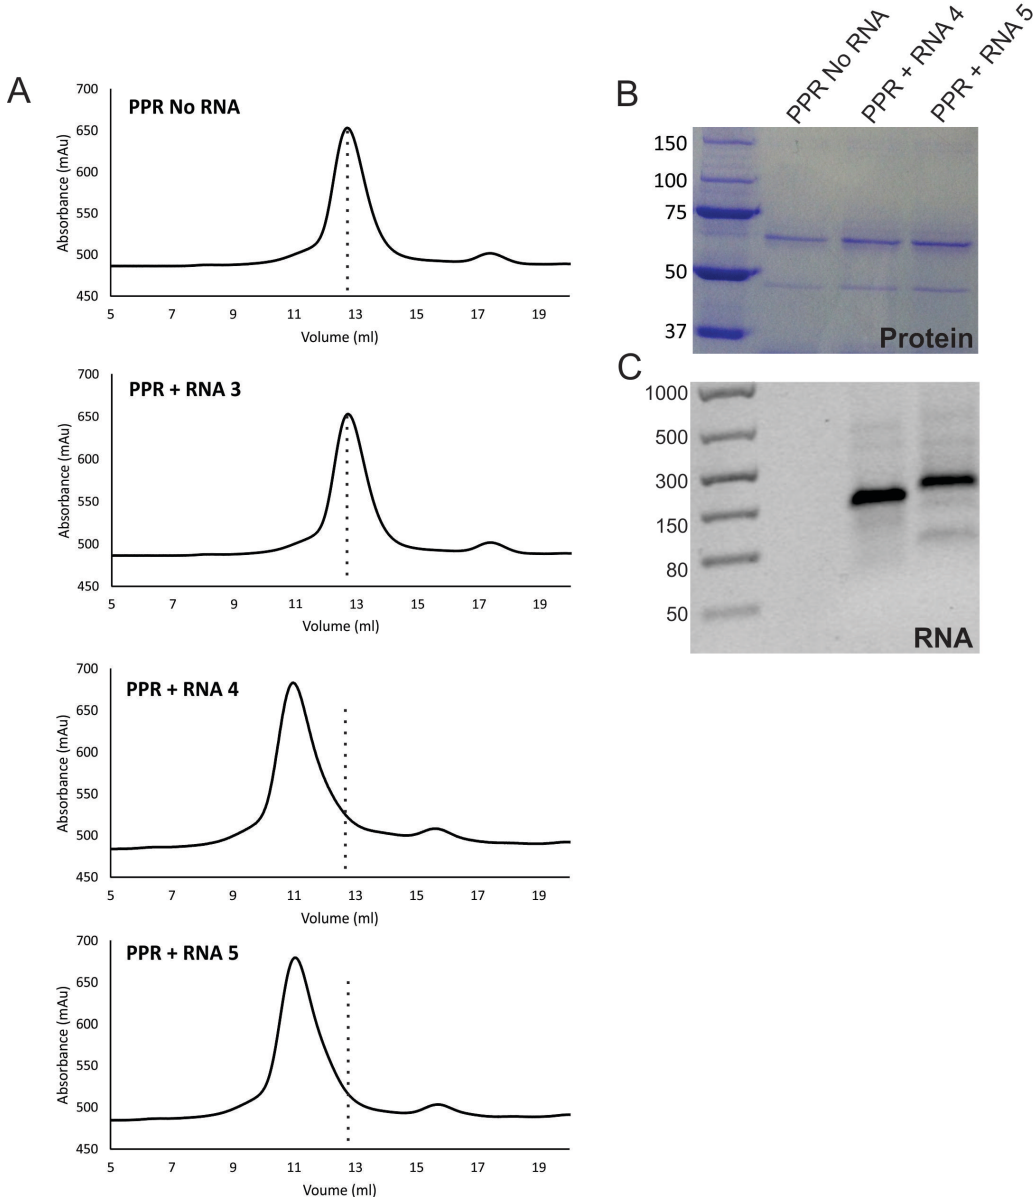 A
PPR No RNA
Absorbance (mAu)
700
650
600
550
500
450
5 7 9 11 13 15 17 19
Volume (ml)
PPR + RNA 3
Absorbance (mAu)
700
650
600
550
500
450
5 7 9 11 13 15 17 19
Volume (ml)
PPR + RNA 4
Absorbance (mAu)
700
650
600
550
500
450
5 7 9 11 13 15 17 19
Volume (ml)
PPR + RNA 5
Absorbance (mAu)
700
650
600
550
500
450
5 7 9 11 13 15 17 19
Voume (ml)
B
PPR No RNA
PPR + RNA 4
PPR + RNA 5
150
100
75
50
37
Protein
C
1000
500
300
150
80
50
RNA